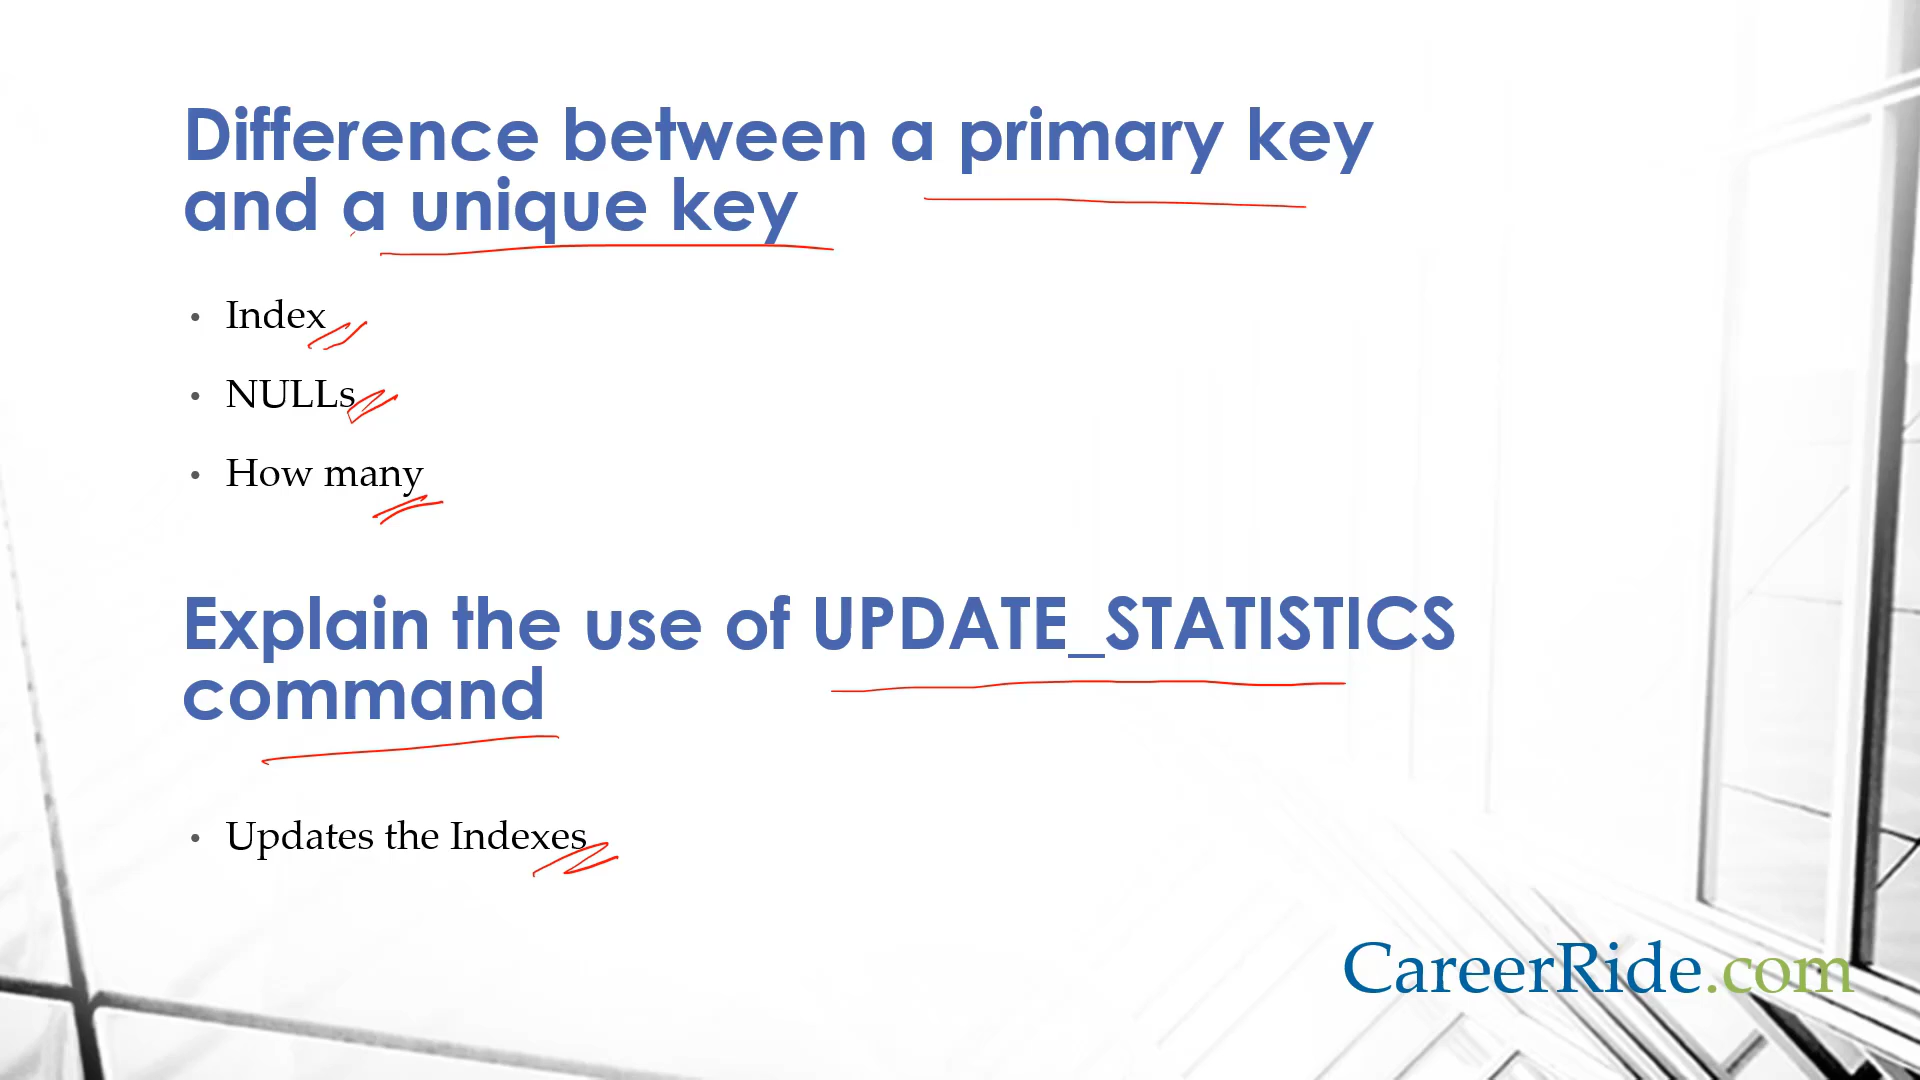 Difference between a primary key
and a unique key
• Index
• NULLs
• How many
Explain the use of UPDATE_STATISTICS
command
• Updates the Indexes
CareerRide.com